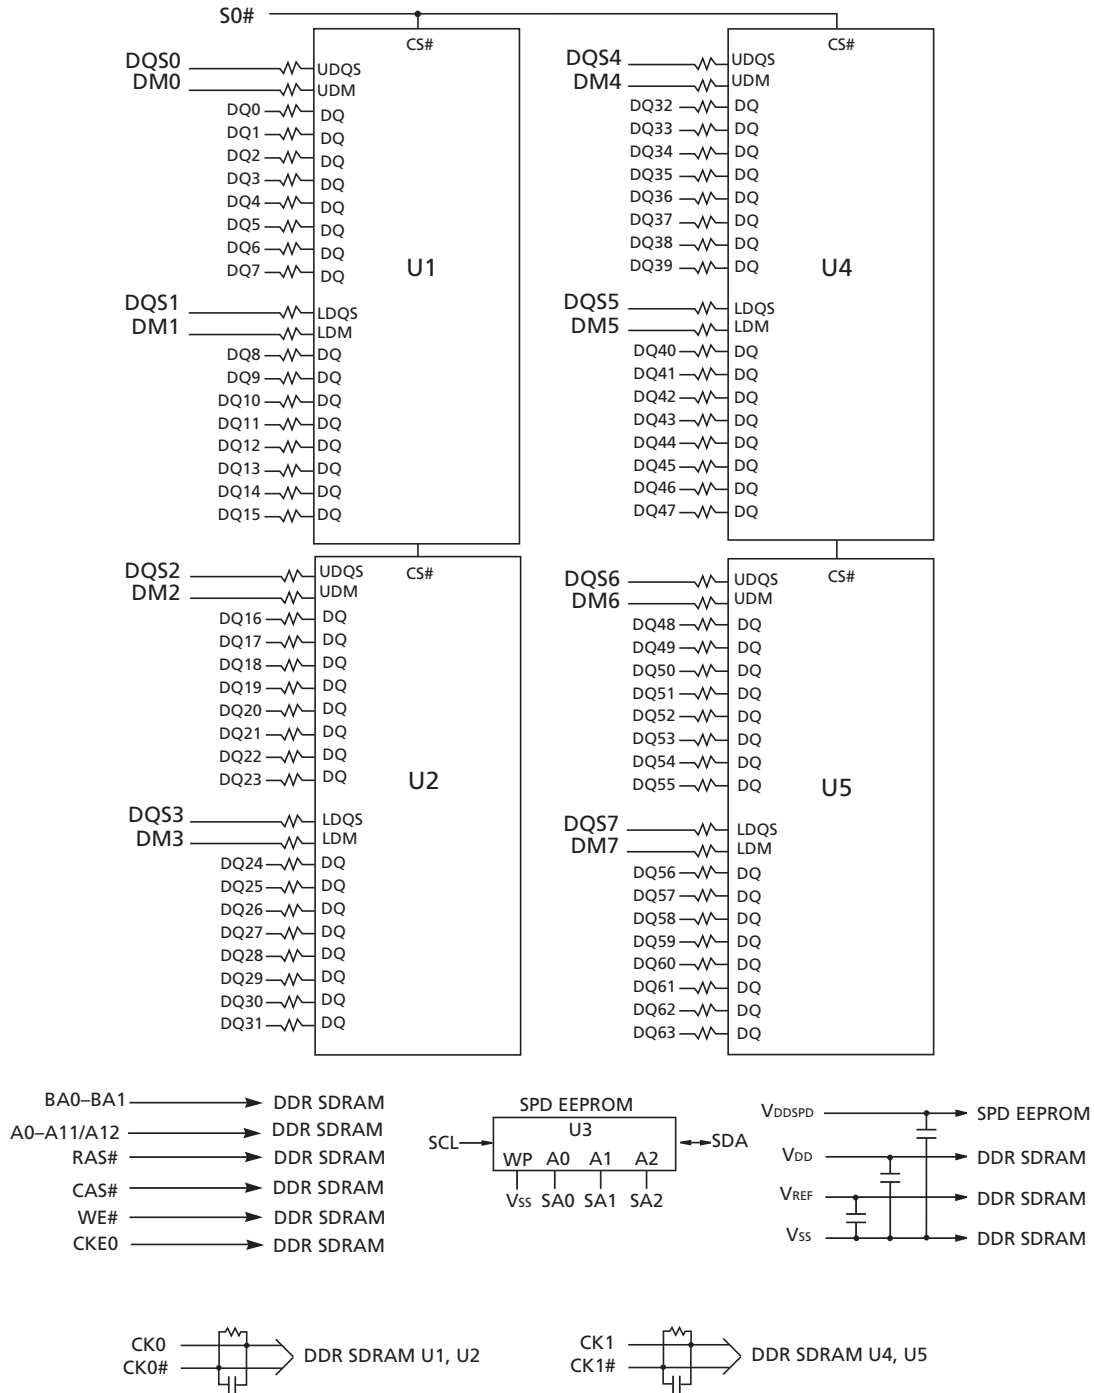 S0#
CS#
DQS0 UDQS
DM0 UDM
DQ0 DQ
DQ1 DQ
DQ2 DQ
DQ3 DQ
DQ4 DQ
DQ5 DQ
DQ6 DQ
DQ7 DQ
U1
DQS1 LDQS
DM1 LDM
DQ8 DQ
DQ9 DQ
DQ10 DQ
DQ11 DQ
DQ12 DQ
DQ13 DQ
DQ14 DQ
DQ15 DQ
CS#
DQS2 UDQS
DM2 UDM
DQ16 DQ
DQ17 DQ
DQ18 DQ
DQ19 DQ
DQ20 DQ
DQ21 DQ
DQ22 DQ
DQ23 DQ
U2
DQS3 LDQS
DM3 LDM
DQ24 DQ
DQ25 DQ
DQ26 DQ
DQ27 DQ
DQ28 DQ
DQ29 DQ
DQ30 DQ
DQ31 DQ
CS#
DQS4 UDQS
DM4 UDM
DQ32 DQ
DQ33 DQ
DQ34 DQ
DQ35 DQ
DQ36 DQ
DQ37 DQ
DQ38 DQ
DQ39 DQ
U4
DQS5 LDQS
DM5 LDM
DQ40 DQ
DQ41 DQ
DQ42 DQ
DQ43 DQ
DQ44 DQ
DQ45 DQ
DQ46 DQ
DQ47 DQ
CS#
DQS6 UDQS
DM6 UDM
DQ48 DQ
DQ49 DQ
DQ50 DQ
DQ51 DQ
DQ52 DQ
DQ53 DQ
DQ54 DQ
DQ55 DQ
U5
DQS7 LDQS
DM7 LDM
DQ56 DQ
DQ57 DQ
DQ58 DQ
DQ59 DQ
DQ60 DQ
DQ61 DQ
DQ62 DQ
DQ63 DQ
BA0–BA1 DDR SDRAM
A0–A11/A12 DDR SDRAM
RAS# DDR SDRAM
CAS# DDR SDRAM
WE# DDR SDRAM
CKE0 DDR SDRAM
SPD EEPROM
U3
SCL SDA
WP A0 A1 A2
VSS SA0 SA1 SA2
VDDSPD SPD EEPROM
VDD DDR SDRAM
VREF DDR SDRAM
VSS DDR SDRAM
CK0
CK0#
DDR SDRAM U1, U2
CK1
CK1#
DDR SDRAM U4, U5